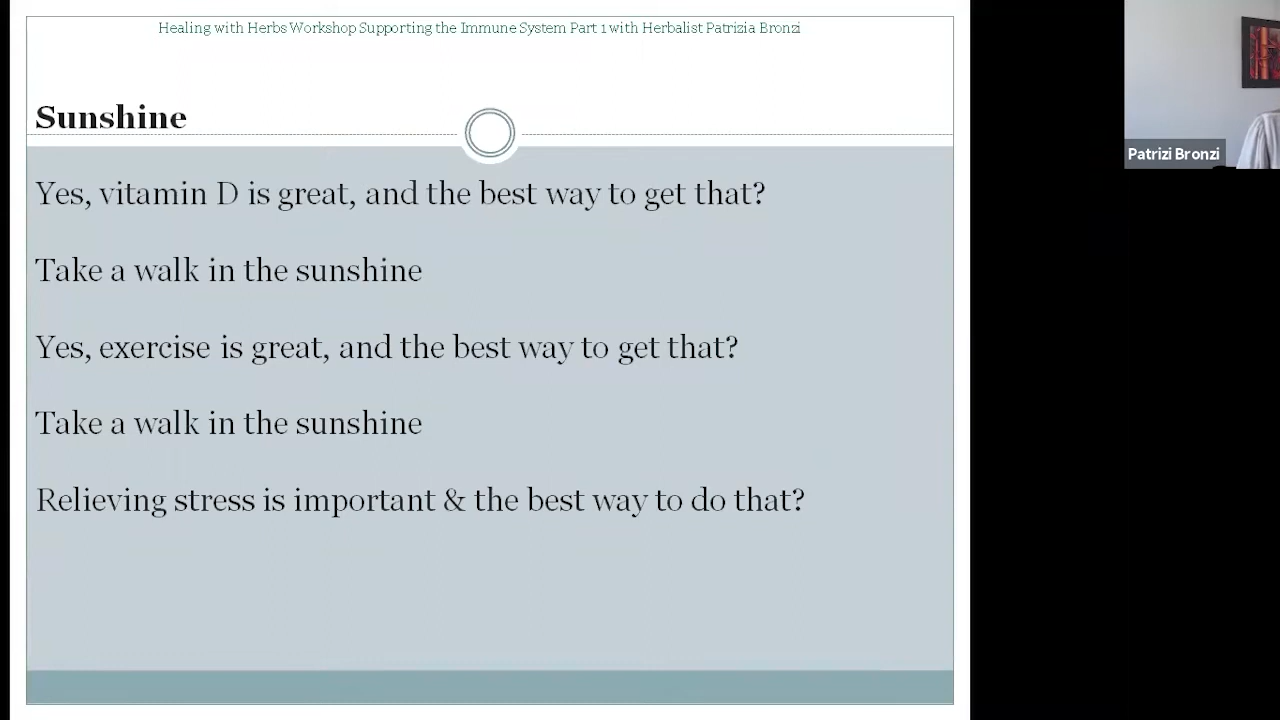 Healing with Herbs Workshop Supporting the Immune System Part 1 with Herbalist Patrizia Bronzi
Sunshine
Yes, vitamin D is great, and the best way to get that?
Take a walk in the sunshine
Yes, exercise is great, and the best way to get that?
Take a walk in the sunshine
Relieving stress is important & the best way to do that?
Patrizi Bronzi